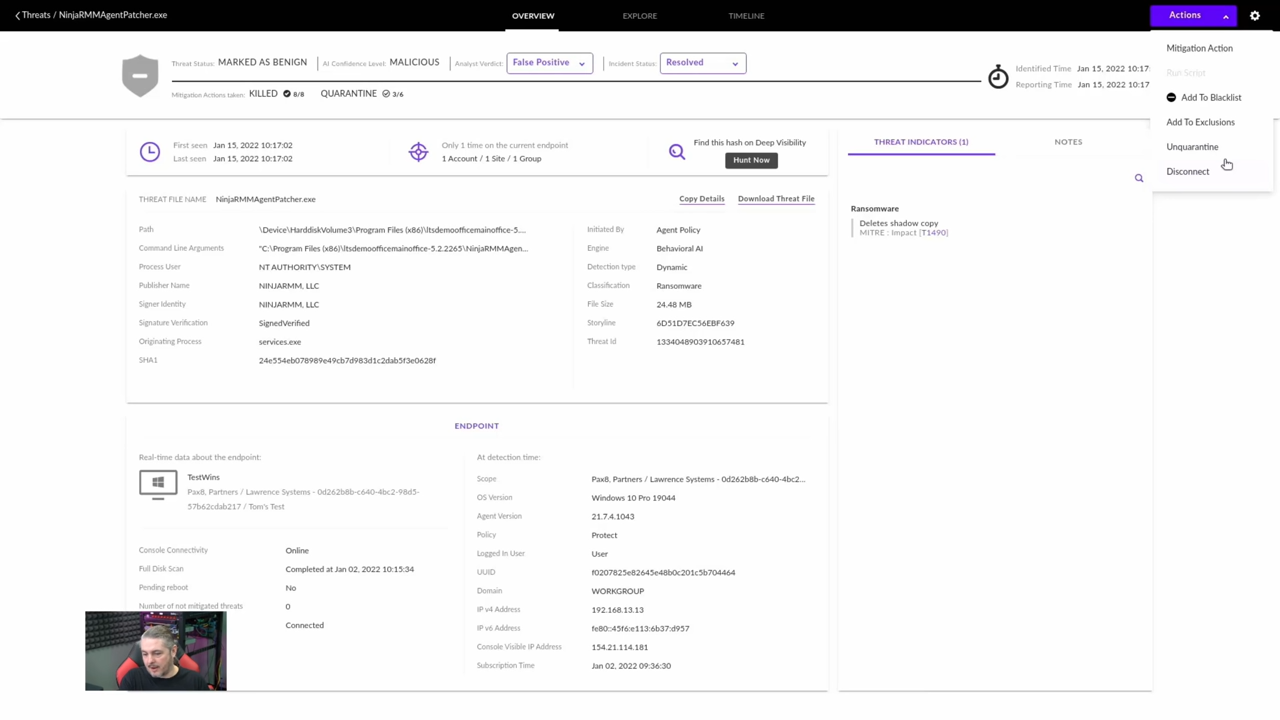 Threats / NinjaRMMAgentPatcher.exe
OVERVIEW
EXPLORE
TIMELINE
Actions
Threat Status: MARKED AS BENIGN
AI Confidence Level: MALICIOUS
Analyst Verdict: False Positive
Incident Status: Resolved
Mitigation Actions taken: KILLED 8/8 QUARANTINE 3/6
Identified Time Jan 15, 2022 10:17:
Reporting Time Jan 15, 2022 10:17
Mitigation Action
Run Script
Add To Blacklist
Add To Exclusions
Unquarantine
Disconnect
First seen Jan 15, 2022 10:17:02
Last seen Jan 15, 2022 10:17:02
Only 1 time on the current endpoint
1 Account / 1 Site / 1 Group
Find this hash on Deep Visibility
Hunt Now
THREAT INDICATORS (1)
NOTES
Ransomware
Deletes shadow copy
MITRE : Impact [T1490]
THREAT FILE NAME NinjaRMMAgentPatcher.exe
Copy Details
Download Threat File
Path \Device\HarddiskVolume3\Program Files (x86)\ltsdemoofficemainoffice-5....
Command Line Arguments "C:\Program Files (x86)\ltsdemoofficemainoffice-5.2.2265\NinjaRMMAgen...
Process User NT AUTHORITY\SYSTEM
Publisher Name NINJARMM, LLC
Signer Identity NINJARMM, LLC
Signature Verification SignedVerified
Originating Process services.exe
SHA1 24e554eb078989e49cb7d983d1c2dab5f3e0628f
Initiated By Agent Policy
Engine Behavioral AI
Detection type Dynamic
Classification Ransomware
File Size 24.48 MB
Storyline 6D51D7EC56EBF639
Threat Id 1334048903910657481
ENDPOINT
Real-time data about the endpoint:
TestWins
Pax8, Partners / Lawrence Systems - 0d262b8b-c640-4bc2-98d5-
57b62cdab217 / Tom's Test
Console Connectivity Online
Full Disk Scan Completed at Jan 02, 2022 10:15:34
Pending reboot No
Number of not mitigated threats 0
Connected
At detection time:
Scope Pax8, Partners / Lawrence Systems - 0d262b8b-c640-4bc2...
OS Version Windows 10 Pro 19044
Agent Version 21.7.4.1043
Policy Protect
Logged In User User
UUID f0207825e82645e48b0c201c5b704464
Domain WORKGROUP
IP v4 Address 192.168.13.13
IP v6 Address fe80::45f6:e113:6b37:d957
Console Visible IP Address 154.21.114.181
Subscription Time Jan 02, 2022 09:36:30